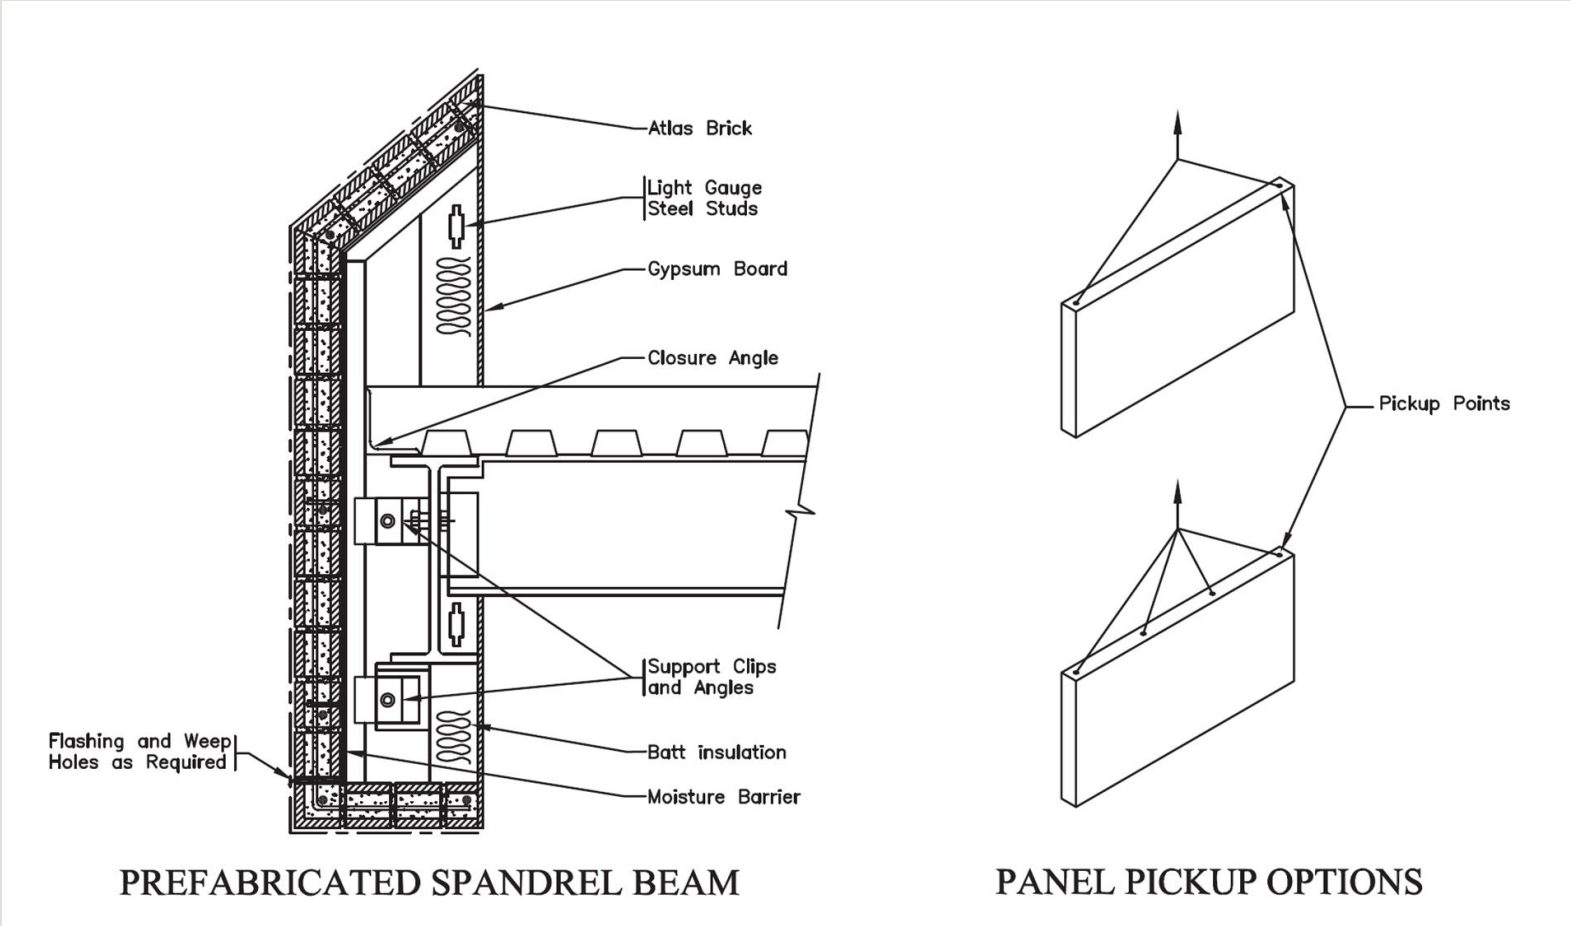 Atlas Brick
Light Gauge
Steel Studs
Gypsum Board
Closure Angle
Support Clips
and Angles
Flashing and Weep
Holes as Required
Batt insulation
Moisture Barrier
PREFABRICATED SPANDREL BEAM
Pickup Points
PANEL PICKUP OPTIONS